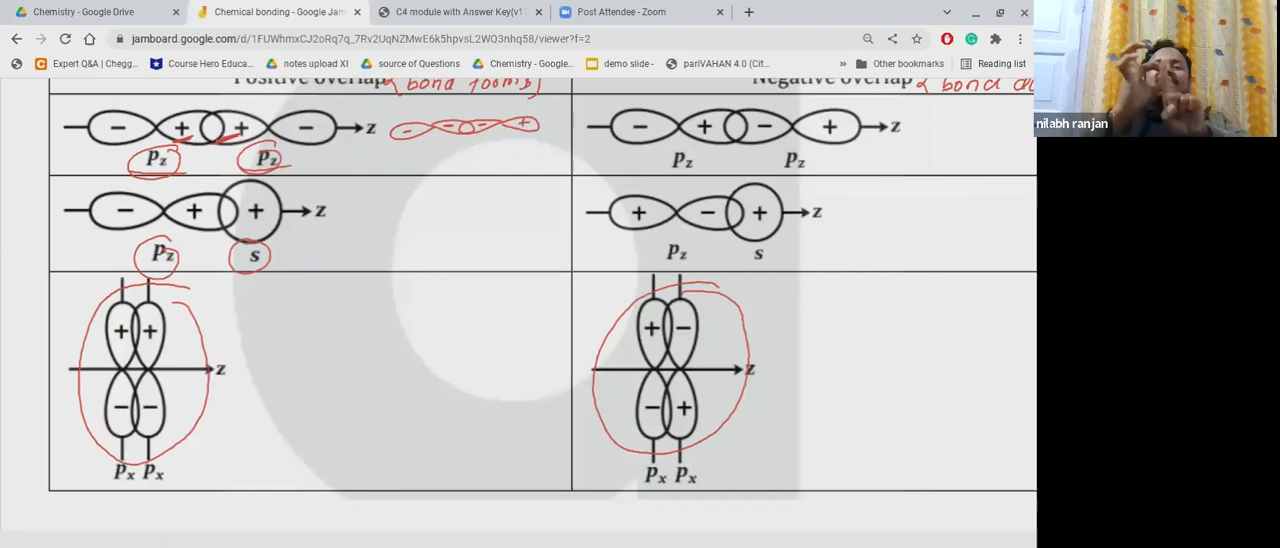 Chemistry - Google Drive
Chemical bonding - Google Jam
C4 module with Answer Key(v1
Post Attendee - Zoom
jamboard.google.com/d/1FUWhmxCJ2oRq7q_7Rv2UqNZMwE6k5hpvsL2WQ3nhq58/viewer?f=2
Expert Q&A | Chegg...
Course Hero Educa...
notes upload XI
source of Questions
Chemistry - Google...
demo slide -
pariVAHAN 4.0 (Cit...
Other bookmarks
Reading list
Positive overlap
Negative overlap
{ bond
− + + − z
− − − +
pz pz
− + − + z
pz pz
− + + z
pz s
+ − + z
pz s
+ +
z
− −
px px
+ −
z
− +
px px
nilabh ranjan